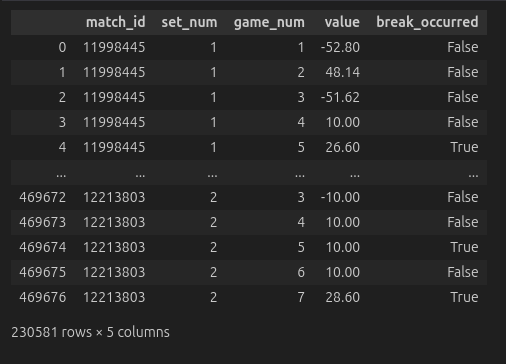 match_id set_num game_num value break_occurred
0 11998445 1 1 -52.80 False
1 11998445 1 2 48.14 False
2 11998445 1 3 -51.62 False
3 11998445 1 4 10.00 False
4 11998445 1 5 26.60 True
... ... ... ... ... ...
469672 12213803 2 3 -10.00 False
469673 12213803 2 4 10.00 False
469674 12213803 2 5 10.00 True
469675 12213803 2 6 10.00 False
469676 12213803 2 7 28.60 True
230581 rows × 5 columns